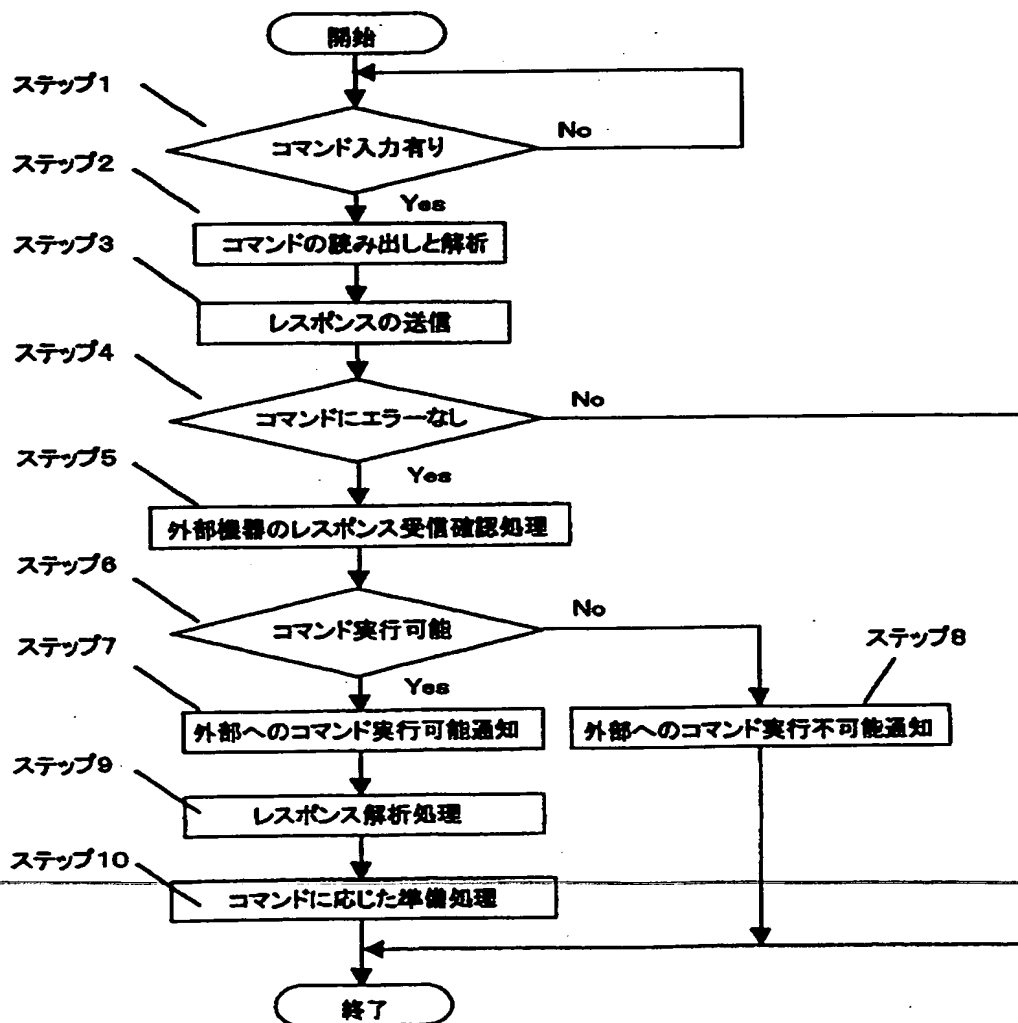 開始
ステップ1
コマンド入力有り
No
ステップ2
Yes
コマンドの読み出しと解析
ステップ3
レスポンスの送信
ステップ4
コマンドにエラーなし
No
ステップ5
Yes
外部機器のレスポンス受信確認処理
ステップ6
コマンド実行可能
No
ステップ7
ステップ8
Yes
外部へのコマンド実行可能通知
外部へのコマンド実行不可能通知
ステップ9
レスポンス解析処理
ステップ10
コマンドに応じた準備処理
終了